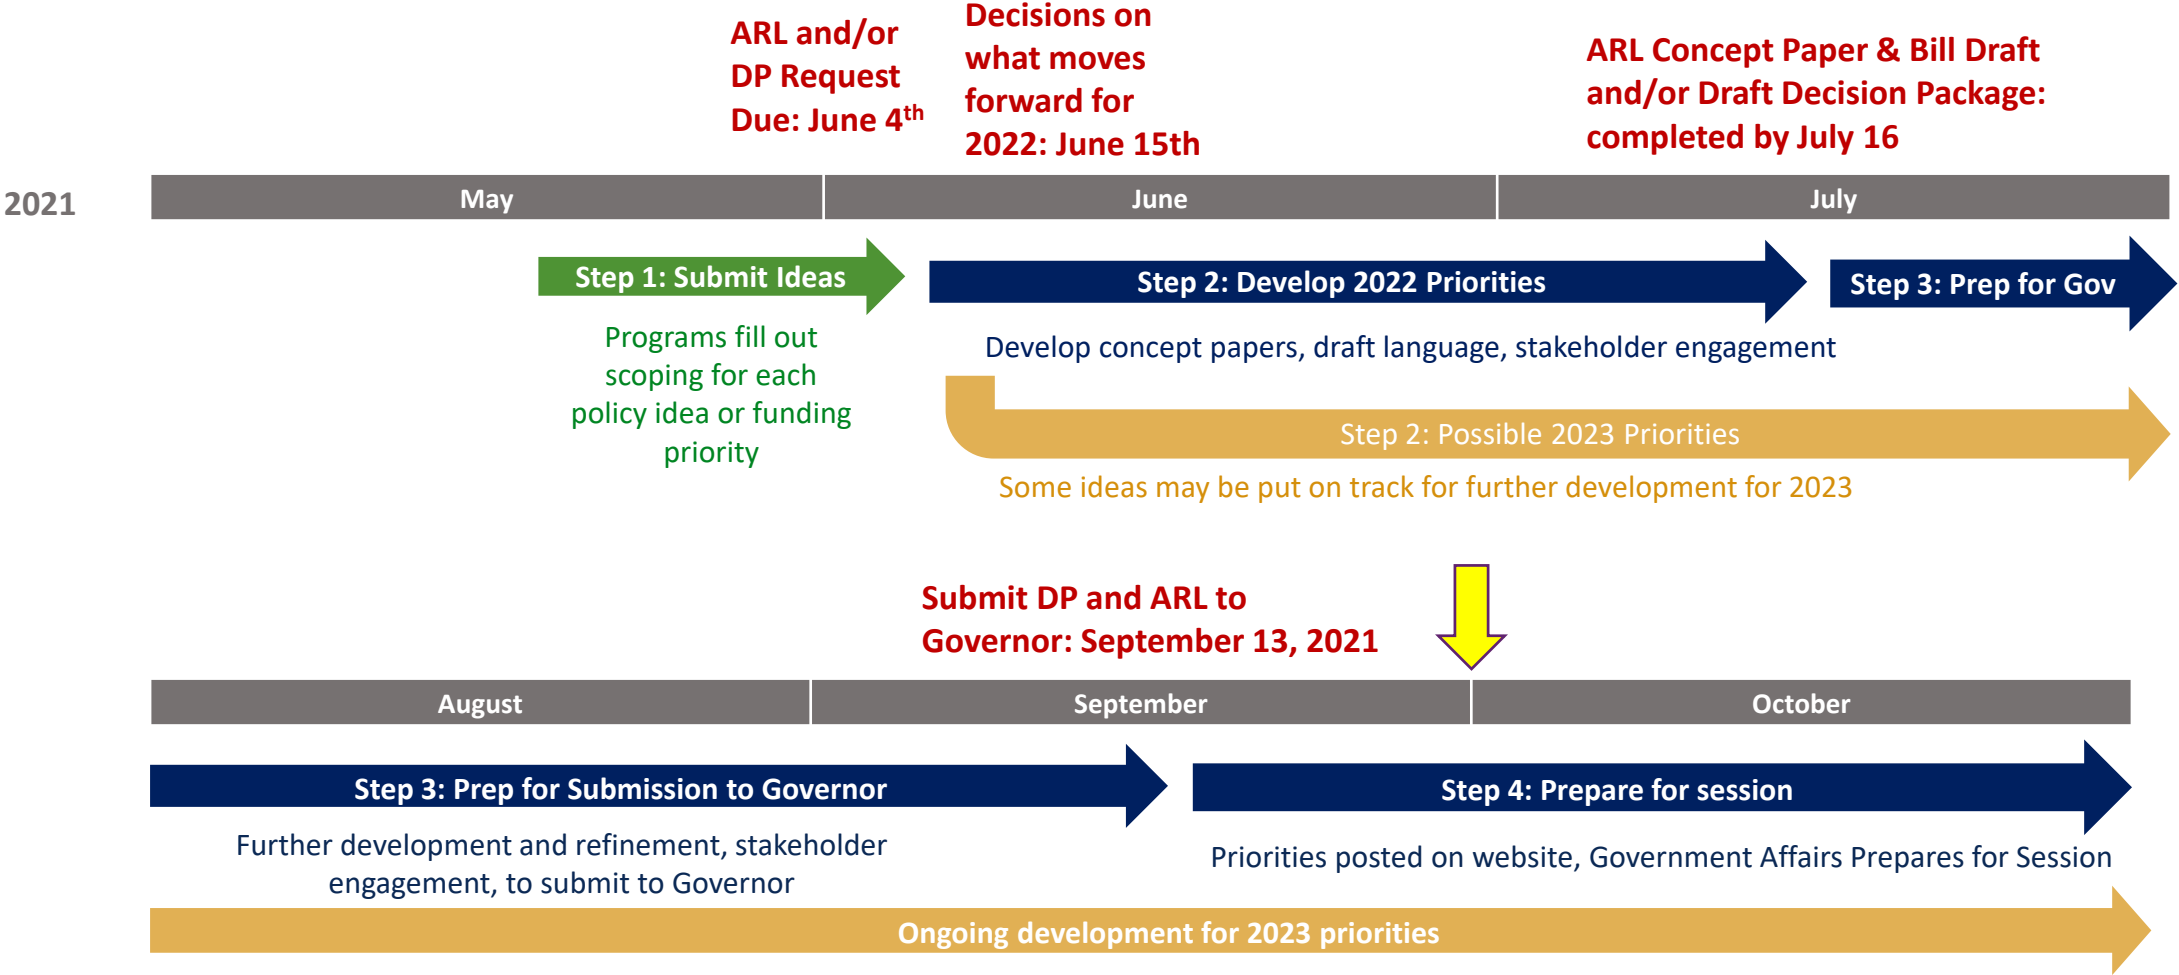 ARL and/or
DP Request
Due: June 4th
Decisions on
what moves
forward for
2022: June 15th
ARL Concept Paper & Bill Draft
and/or Draft Decision Package:
completed by July 16
2021
May
June
July
Step 1: Submit Ideas
Step 2: Develop 2022 Priorities
Step 3: Prep for Gov
Programs fill out
scoping for each
policy idea or funding
priority
Develop concept papers, draft language, stakeholder engagement
Step 2: Possible 2023 Priorities
Some ideas may be put on track for further development for 2023
Submit DP and ARL to
Governor: September 13, 2021
August
September
October
Step 3: Prep for Submission to Governor
Step 4: Prepare for session
Further development and refinement, stakeholder
engagement, to submit to Governor
Priorities posted on website, Government Affairs Prepares for Session
Ongoing development for 2023 priorities